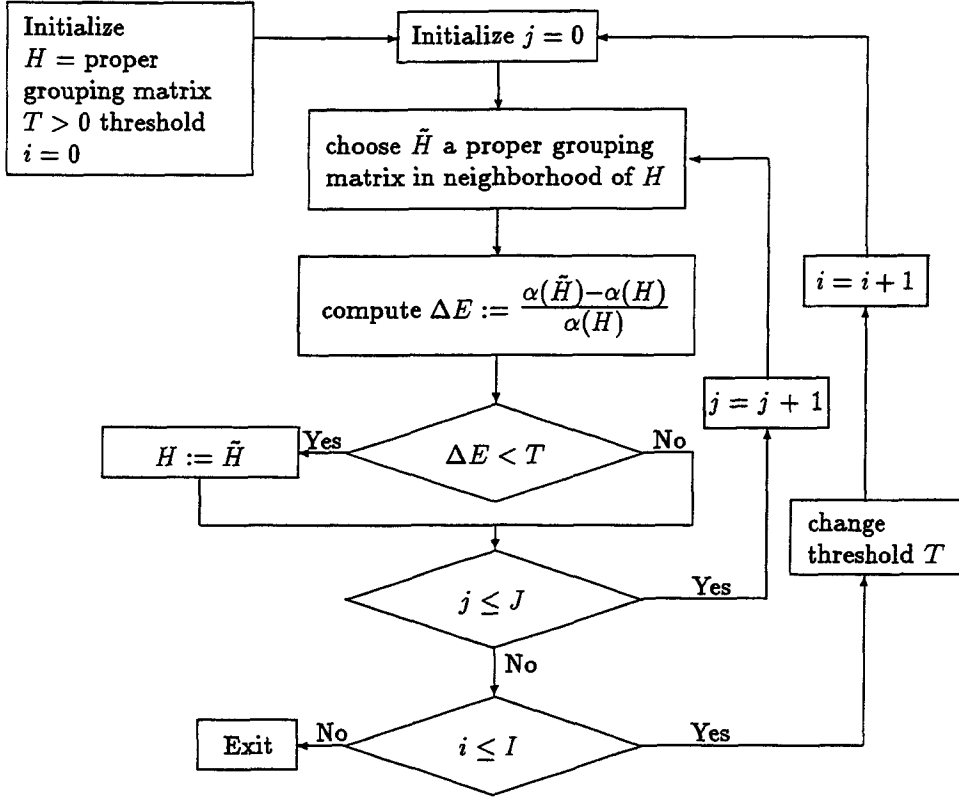 Initialize
H = proper
grouping matrix
T > 0 threshold
i = 0
Initialize j = 0
choose H̃ a proper grouping
matrix in neighborhood of H
compute ΔE := α(H̃)−α(H) / α(H)
i = i + 1
j = j + 1
H := H̃
Yes
ΔE < T
No
change
threshold T
j ≤ J
Yes
No
Exit
No
i ≤ I
Yes